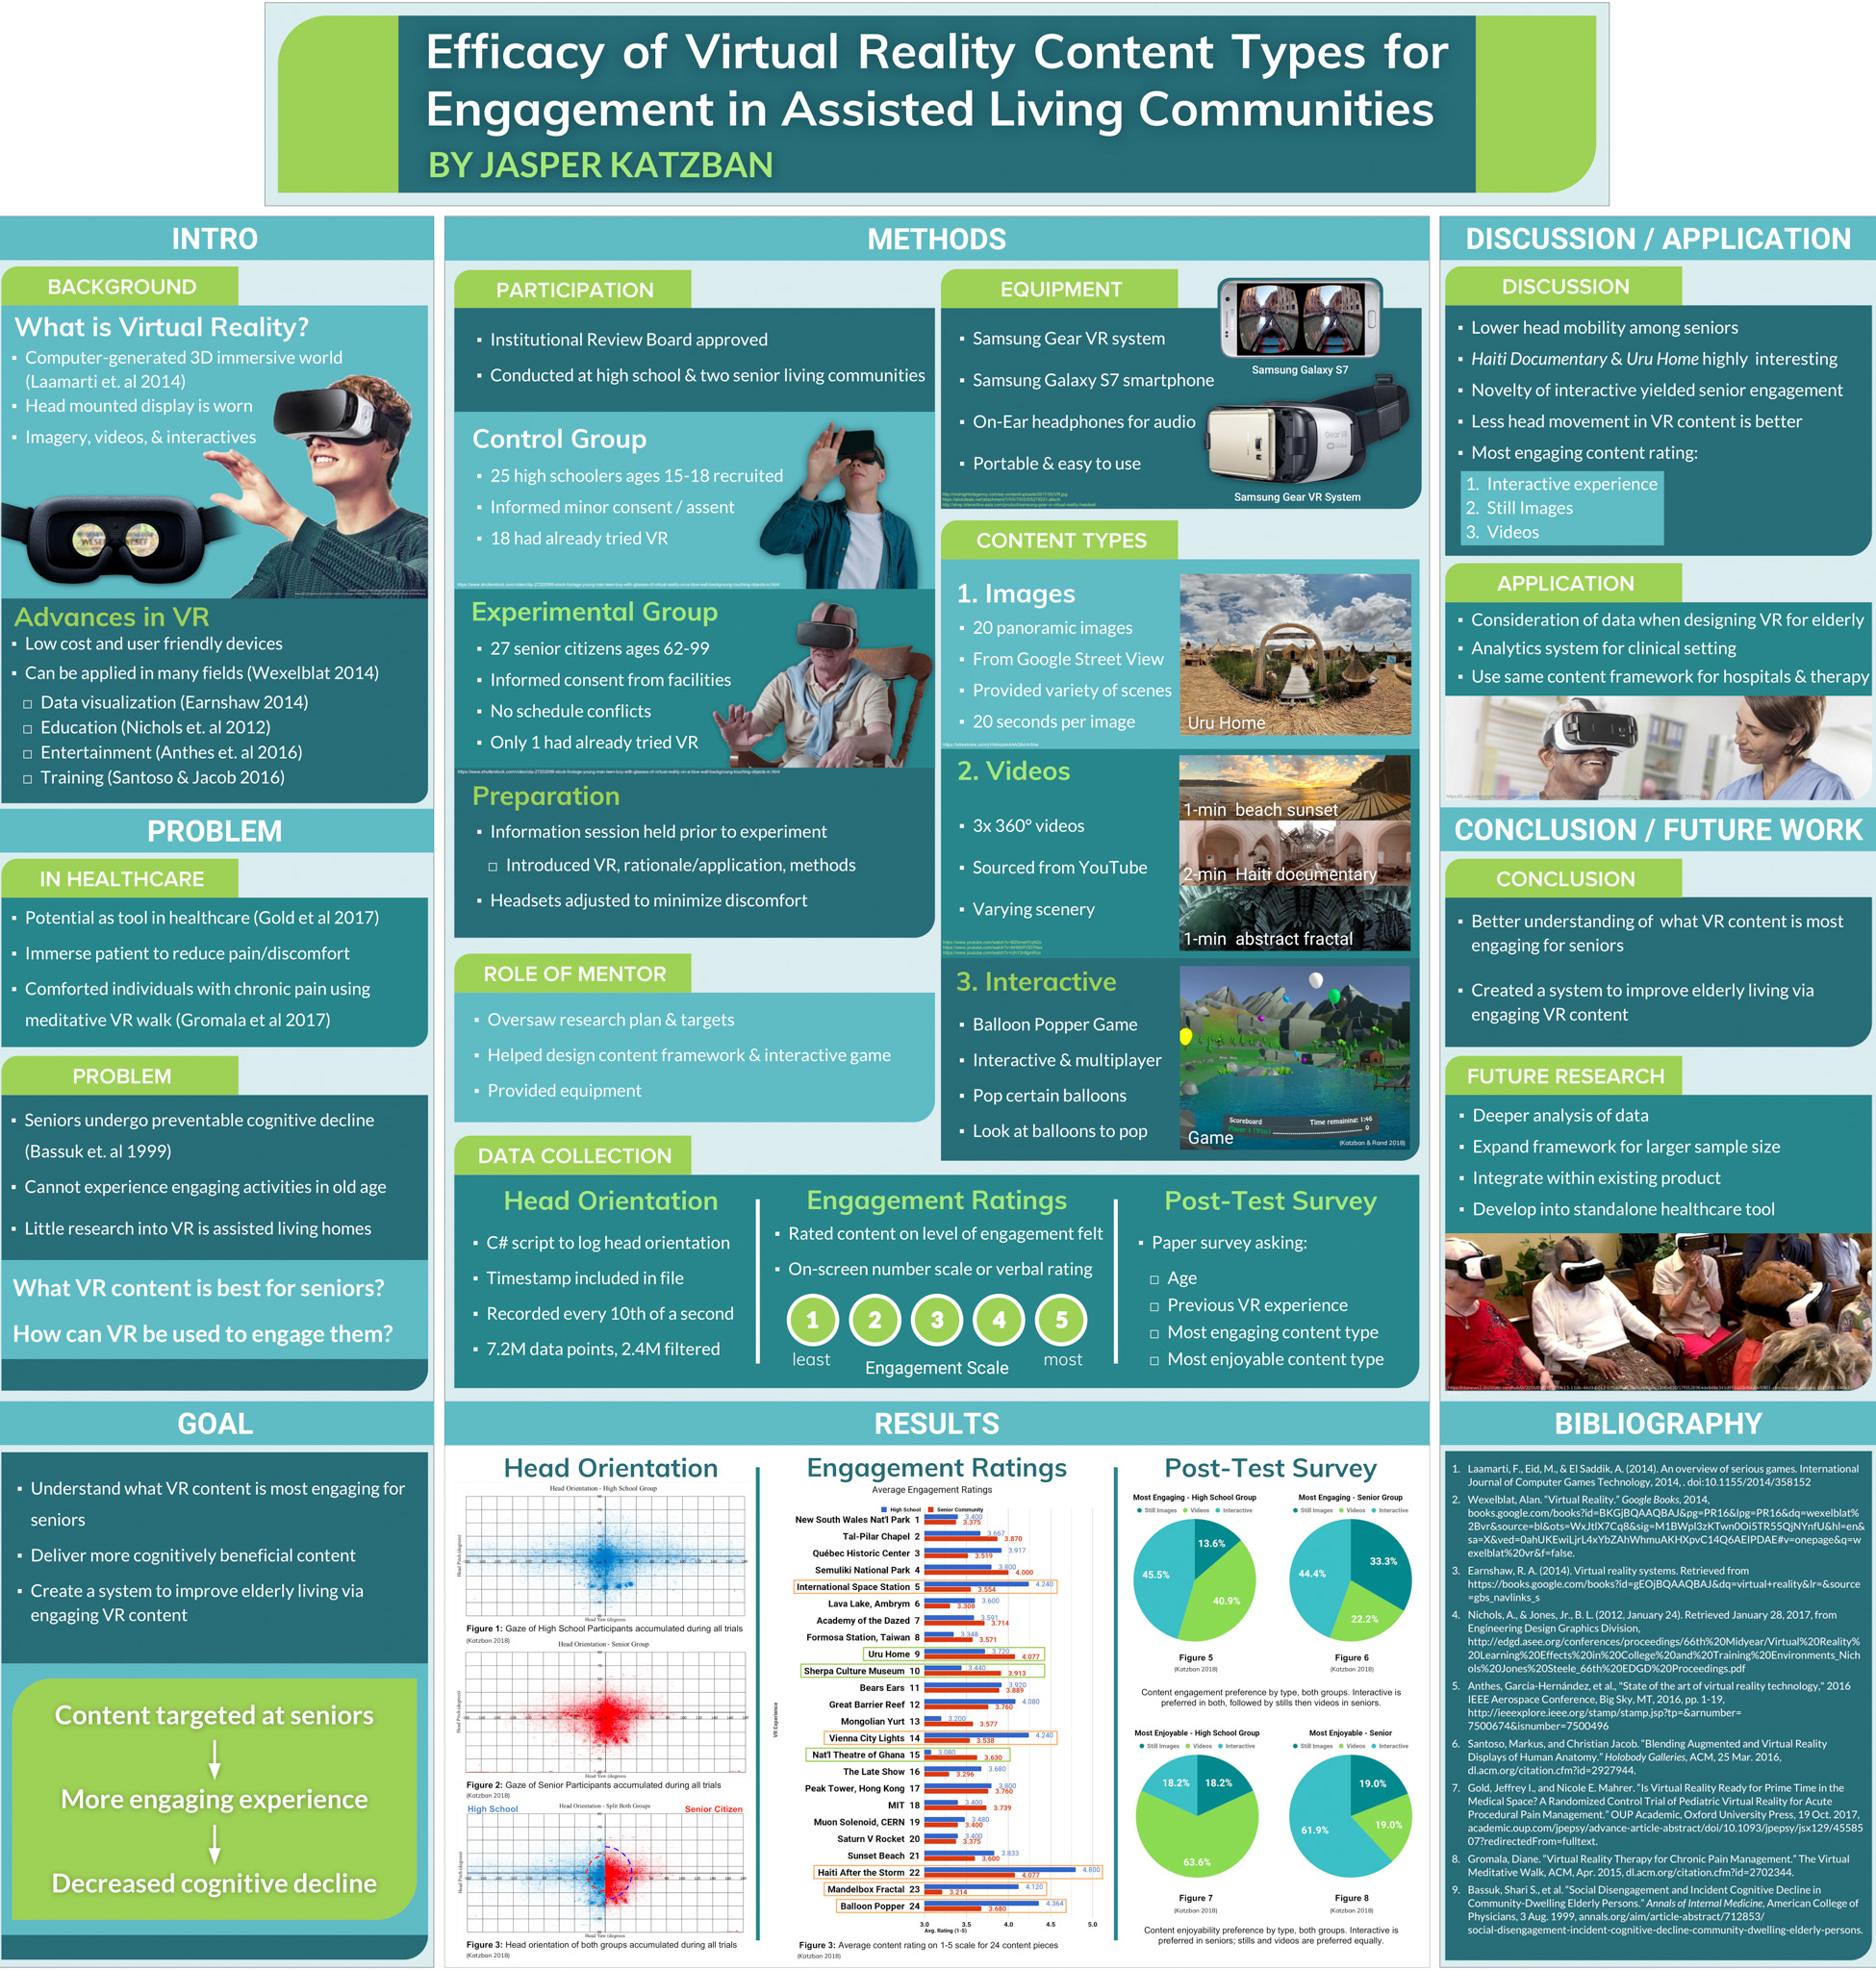 Efficacy of Virtual Reality Content Types for
Engagement in Assisted Living Communities
BY JASPER KATZBAN
INTRO
BACKGROUND
What is Virtual Reality?
▪ Computer-generated 3D immersive world
(Laamarti et. al 2014)
▪ Head mounted display is worn
▪ Imagery, videos, & interactives
Advances in VR
▪ Low cost and user friendly devices
▪ Can be applied in many fields (Wexelblat 2014)
□ Data visualization (Earnshaw 2014)
□ Education (Nichols et. al 2012)
□ Entertainment (Anthes et. al 2016)
□ Training (Santoso & Jacob 2016)
PROBLEM
IN HEALTHCARE
▪ Potential as tool in healthcare (Gold et al 2017)
▪ Immerse patient to reduce pain/discomfort
▪ Comforted individuals with chronic pain using
meditative VR walk (Gromala et al 2017)
PROBLEM
▪ Seniors undergo preventable cognitive decline
(Bassuk et. al 1999)
▪ Cannot experience engaging activities in old age
▪ Little research into VR is assisted living homes
What VR content is best for seniors?
How can VR be used to engage them?
GOAL
▪ Understand what VR content is most engaging for
seniors
▪ Deliver more cognitively beneficial content
▪ Create a system to improve elderly living via
engaging VR content
Content targeted at seniors
More engaging experience
Decreased cognitive decline
METHODS
PARTICIPATION
▪ Institutional Review Board approved
▪ Conducted at high school & two senior living communities
Control Group
▪ 25 high schoolers ages 15-18 recruited
▪ Informed minor consent / assent
▪ 18 had already tried VR
Experimental Group
▪ 27 senior citizens ages 62-99
▪ Informed consent from facilities
▪ No schedule conflicts
▪ Only 1 had already tried VR
Preparation
▪ Information session held prior to experiment
□ Introduced VR, rationale/application, methods
▪ Headsets adjusted to minimize discomfort
ROLE OF MENTOR
▪ Oversaw research plan & targets
▪ Helped design content framework & interactive game
▪ Provided equipment
EQUIPMENT
▪ Samsung Gear VR system
▪ Samsung Galaxy S7 smartphone
▪ On-Ear headphones for audio
▪ Portable & easy to use
Samsung Galaxy S7
Samsung Gear VR System
CONTENT TYPES
1. Images
▪ 20 panoramic images
▪ From Google Street View
▪ Provided variety of scenes
▪ 20 seconds per image
Uru Home
2. Videos
▪ 3x 360° videos
▪ Sourced from YouTube
▪ Varying scenery
1-min beach sunset
2-min Haiti documentary
1-min abstract fractal
3. Interactive
▪ Balloon Popper Game
▪ Interactive & multiplayer
▪ Pop certain balloons
▪ Look at balloons to pop
Scoreboard
Time remaining: 1:46
Player 1 (You)
0
Game
(Katzban & Rand 2018)
DATA COLLECTION
Head Orientation
▪ C# script to log head orientation
▪ Timestamp included in file
▪ Recorded every 10th of a second
▪ 7.2M data points, 2.4M filtered
Engagement Ratings
▪ Rated content on level of engagement felt
▪ On-screen number scale or verbal rating
1 2 3 4 5
least most
Engagement Scale
Post-Test Survey
▪ Paper survey asking:
□ Age
□ Previous VR experience
□ Most engaging content type
□ Most enjoyable content type
RESULTS
Head Orientation
Head Orientation - High School Group
Head Pitch (degrees)
Head Yaw (degrees)
Figure 1: Gaze of High School Participants accumulated during all trials
(Katzban 2018)
Head Orientation - Senior Group
Head Pitch (degrees)
Head Yaw (degrees)
Figure 2: Gaze of Senior Participants accumulated during all trials
(Katzban 2018)
High School
Head Orientation - Split Both Groups
Senior Citizen
Head Pitch (degrees)
Head Yaw (degrees)
Figure 3: Head orientation of both groups accumulated during all trials
(Katzban 2018)
Engagement Ratings
Average Engagement Ratings
High School Senior Community
VR Experience
New South Wales Nat'l Park 1 3.400 3.375
Tal-Pilar Chapel 2 3.667 3.870
Québec Historic Center 3 3.917 3.519
Semuliki National Park 4 3.800 4.000
International Space Station 5 4.240 3.554
Lava Lake, Ambrym 6 3.600 3.308
Academy of the Dazed 7 3.591 3.714
Formosa Station, Taiwan 8 3.348 3.571
Uru Home 9 3.720 4.077
Sherpa Culture Museum 10 3.440 3.913
Bears Ears 11 3.920 3.889
Great Barrier Reef 12 4.080 3.760
Mongolian Yurt 13 3.200 3.577
Vienna City Lights 14 4.240 3.538
Nat'l Theatre of Ghana 15 3.080 3.630
The Late Show 16 3.680 3.296
Peak Tower, Hong Kong 17 3.800 3.760
MIT 18 3.400 3.739
Muon Solenoid, CERN 19 3.480 3.400
Saturn V Rocket 20 3.400 3.375
Sunset Beach 21 3.833 3.600
Haiti After the Storm 22 4.800 4.077
Mandelbox Fractal 23 4.120 3.214
Balloon Popper 24 4.364 3.680
3.0 3.5 4.0 4.5 5.0
Avg. Rating (1-5)
Figure 3: Average content rating on 1-5 scale for 24 content pieces
(Katzban 2018)
Post-Test Survey
Most Engaging - High School Group
Still Images Videos Interactive
13.6%
45.5%
40.9%
Figure 5
(Katzban 2018)
Most Engaging - Senior Group
Still Images Videos Interactive
33.3%
44.4%
22.2%
Figure 6
(Katzban 2018)
Content engagement preference by type, both groups. Interactive is
preferred in both, followed by stills then videos in seniors.
Most Enjoyable - High School Group
Still Images Videos Interactive
18.2% 18.2%
63.6%
Figure 7
(Katzban 2018)
Most Enjoyable - Senior
Still Images Videos Interactive
19.0%
61.9% 19.0%
Figure 8
(Katzban 2018)
Content enjoyability preference by type, both groups. Interactive is
preferred in seniors; stills and videos are preferred equally.
DISCUSSION / APPLICATION
DISCUSSION
▪ Lower head mobility among seniors
▪ Haiti Documentary & Uru Home highly interesting
▪ Novelty of interactive yielded senior engagement
▪ Less head movement in VR content is better
▪ Most engaging content rating:
1. Interactive experience
2. Still Images
3. Videos
APPLICATION
▪ Consideration of data when designing VR for elderly
▪ Analytics system for clinical setting
▪ Use same content framework for hospitals & therapy
CONCLUSION / FUTURE WORK
CONCLUSION
▪ Better understanding of what VR content is most
engaging for seniors
▪ Created a system to improve elderly living via
engaging VR content
FUTURE RESEARCH
▪ Deeper analysis of data
▪ Expand framework for larger sample size
▪ Integrate within existing product
▪ Develop into standalone healthcare tool
BIBLIOGRAPHY
1. Laamarti, F., Eid, M., & El Saddik, A. (2014). An overview of serious games. International
Journal of Computer Games Technology, 2014, . doi:10.1155/2014/358152
2. Wexelblat, Alan. "Virtual Reality." Google Books, 2014,
books.google.com/books?id=BKGjBQAAQBAJ&pg=PR16&lpg=PR16&dq=wexelblat%
2Bvr&source=bl&ots=WxJtlX7Cq8&sig=M1BWpl3zKTwn0Oi5TR55QjNYnfU&hl=en&
sa=X&ved=0ahUKEwiLjrL4xYbZAhWhmuAKHXpvC14Q6AEIPDAE#v=onepage&q=w
exelblat%20vr&f=false.
3. Earnshaw, R. A. (2014). Virtual reality systems. Retrieved from
https://books.google.com/books?id=gEOjBQAAQBAJ&dq=virtual+reality&lr=&source
=gbs_navlinks_s
4. Nichols, A., & Jones, Jr., B. L. (2012, January 24). Retrieved January 28, 2017, from
Engineering Design Graphics Division,
http://edgd.asee.org/conferences/proceedings/66th%20Midyear/Virtual%20Reality%
20Learning%20Effects%20in%20College%20and%20Training%20Environments_Nich
ols%20Jones%20Steele_66th%20EDGD%20Proceedings.pdf
5. Anthes, Garcia-Hernández, et al., "State of the art of virtual reality technology," 2016
IEEE Aerospace Conference, Big Sky, MT, 2016, pp. 1-19,
http://ieeexplore.ieee.org/stamp/stamp.jsp?tp=&arnumber=
7500674&isnumber=7500496
6. Santoso, Markus, and Christian Jacob. "Blending Augmented and Virtual Reality
Displays of Human Anatomy." Holobody Galleries, ACM, 25 Mar. 2016,
dl.acm.org/citation.cfm?id=2927944.
7. Gold, Jeffrey I., and Nicole E. Mahrer. "Is Virtual Reality Ready for Prime Time in the
Medical Space? A Randomized Control Trial of Pediatric Virtual Reality for Acute
Procedural Pain Management." OUP Academic, Oxford University Press, 19 Oct. 2017,
academic.oup.com/jpepsy/advance-article-abstract/doi/10.1093/jpepsy/jsx129/45585
07?redirectedFrom=fulltext.
8. Gromala, Diane. "Virtual Reality Therapy for Chronic Pain Management." The Virtual
Meditative Walk, ACM, Apr. 2015, dl.acm.org/citation.cfm?id=2702344.
9. Bassuk, Shari S., et al. "Social Disengagement and Incident Cognitive Decline in
Community-Dwelling Elderly Persons." Annals of Internal Medicine, American College of
Physicians, 3 Aug. 1999, annals.org/aim/article-abstract/712853/
social-disengagement-incident-cognitive-decline-community-dwelling-elderly-persons.